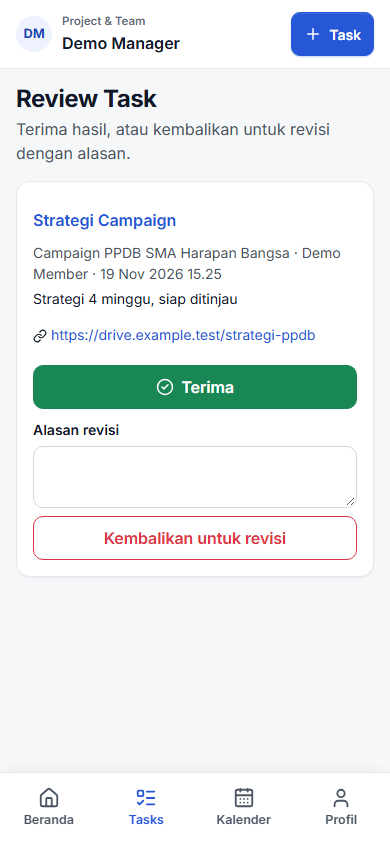 DM
Project & Team
Demo Manager
+ Task
Review Task
Terima hasil, atau kembalikan untuk revisi
dengan alasan.
Strategi Campaign
Campaign PPDB SMA Harapan Bangsa · Demo
Member · 19 Nov 2026 15.25
Strategi 4 minggu, siap ditinjau
https://drive.example.test/strategi-ppdb
Terima
Alasan revisi
Kembalikan untuk revisi
Beranda
Tasks
Kalender
Profil